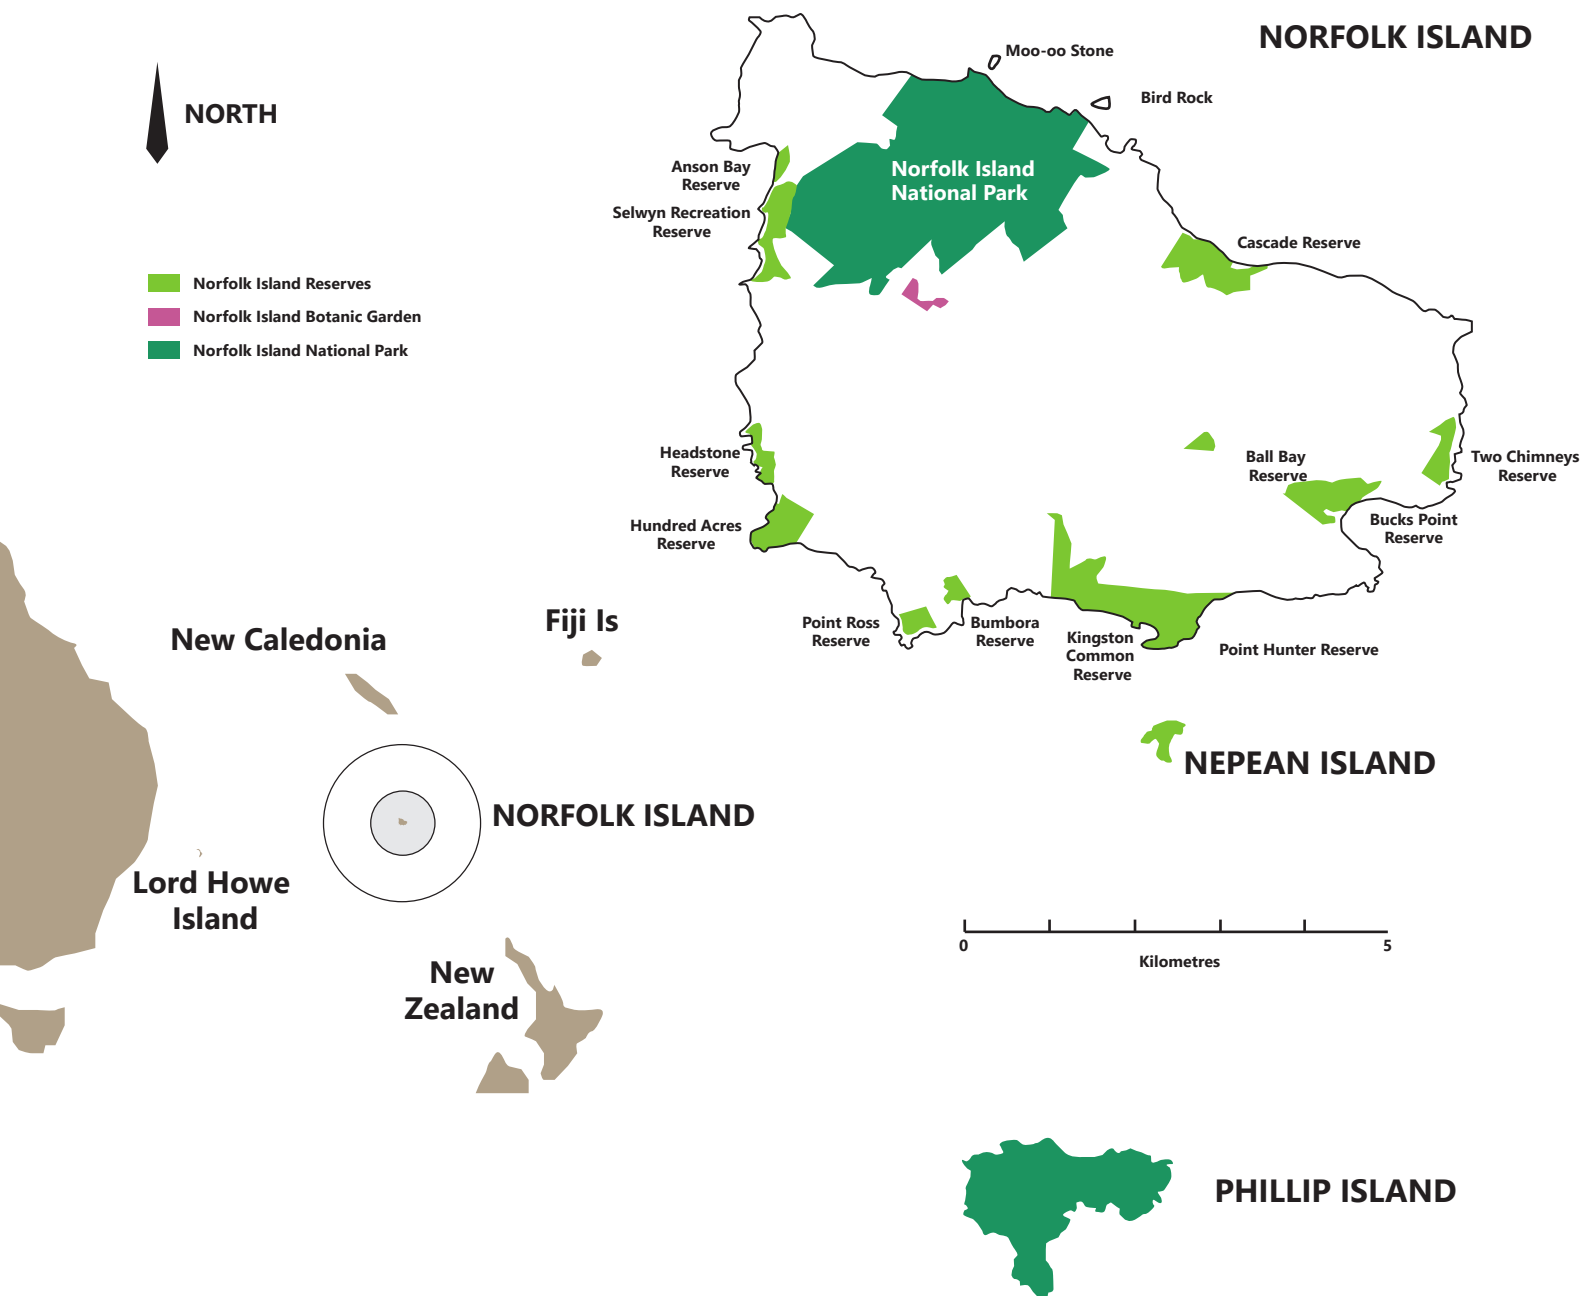 NORFOLK ISLAND
Moo-oo Stone
Bird Rock
NORTH
Anson Bay
Reserve
Norfolk Island
National Park
Selwyn Recreation
Reserve
Cascade Reserve
Norfolk Island Reserves
Norfolk Island Botanic Garden
Norfolk Island National Park
Headstone
Reserve
Ball Bay
Reserve
Two Chimneys
Reserve
Hundred Acres
Reserve
Bucks Point
Reserve
Point Ross
Reserve
Bumbora
Reserve
Kingston
Common
Reserve
Point Hunter Reserve
Fiji Is
New Caledonia
NEPEAN ISLAND
NORFOLK ISLAND
Lord Howe
Island
New
Zealand
0
5
Kilometres
PHILLIP ISLAND